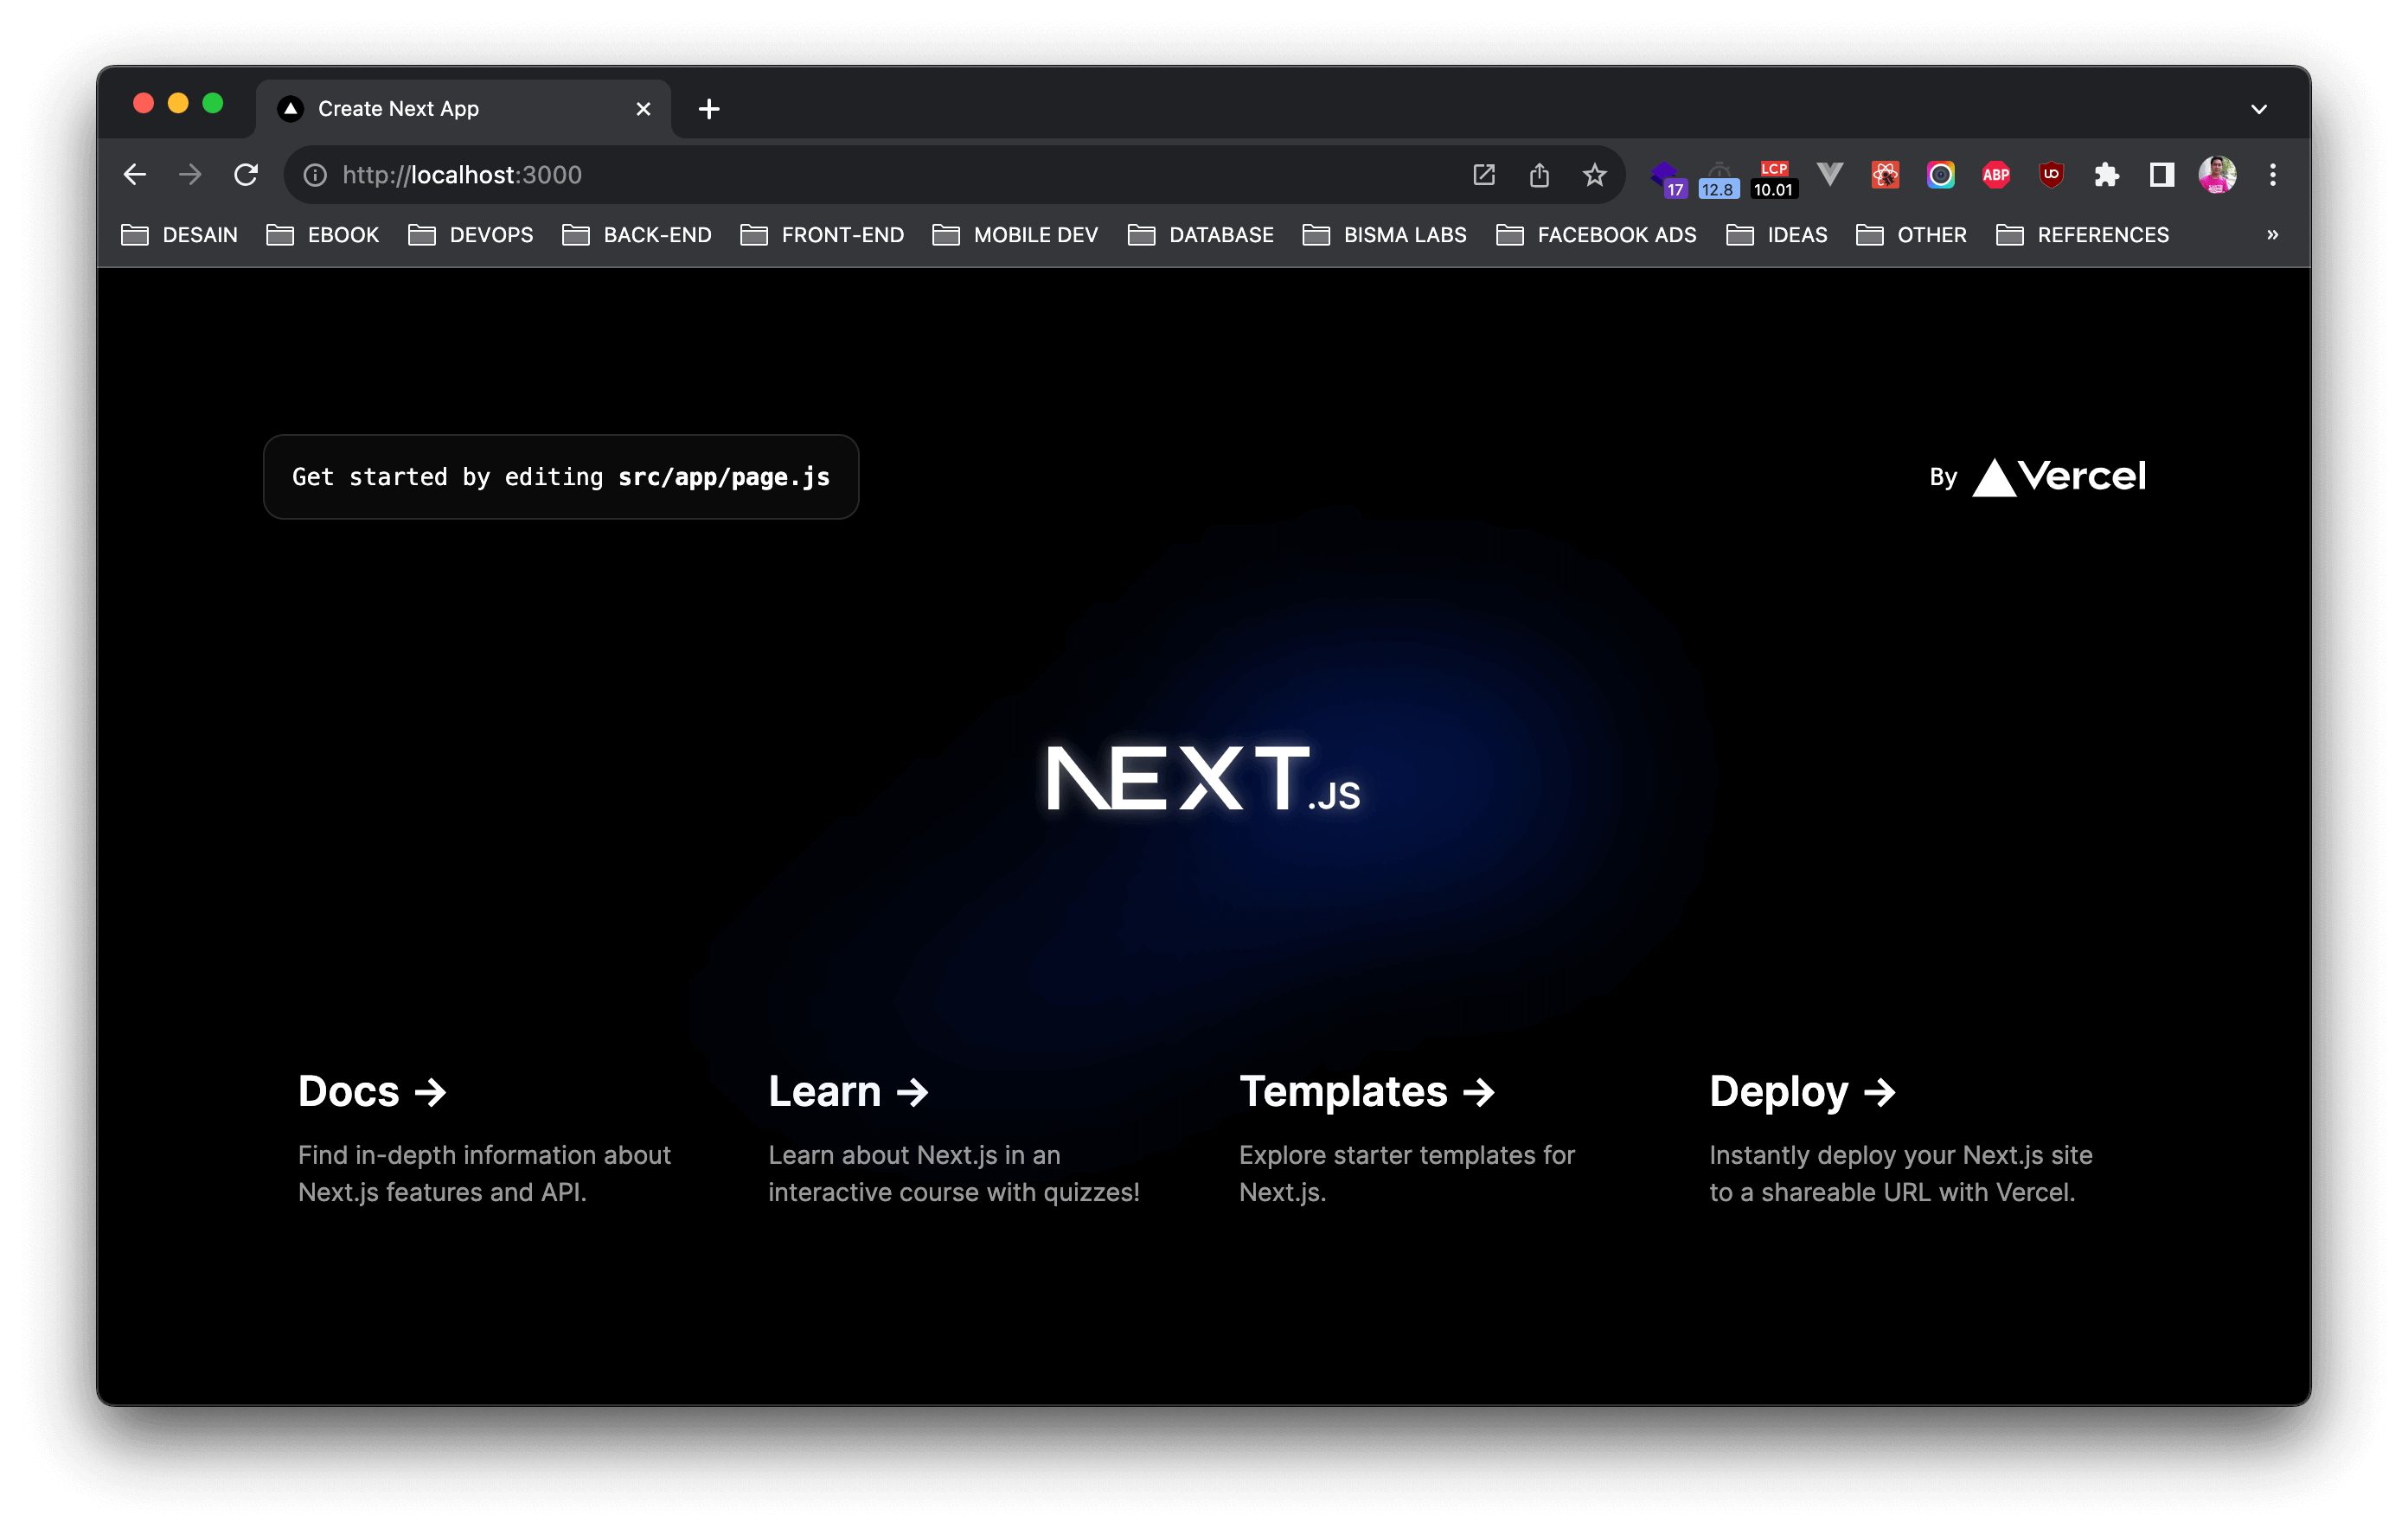 Create Next App
http://localhost:3000
17
12.8
LCP
10.01
ABP
DESAIN EBOOK DEVOPS BACK-END FRONT-END MOBILE DEV DATABASE BISMA LABS FACEBOOK ADS IDEAS OTHER REFERENCES »
Get started by editing src/app/page.js
By Vercel
NEXT.JS
Docs →
Find in-depth information about
Next.js features and API.
Learn →
Learn about Next.js in an
interactive course with quizzes!
Templates →
Explore starter templates for
Next.js.
Deploy →
Instantly deploy your Next.js site
to a shareable URL with Vercel.